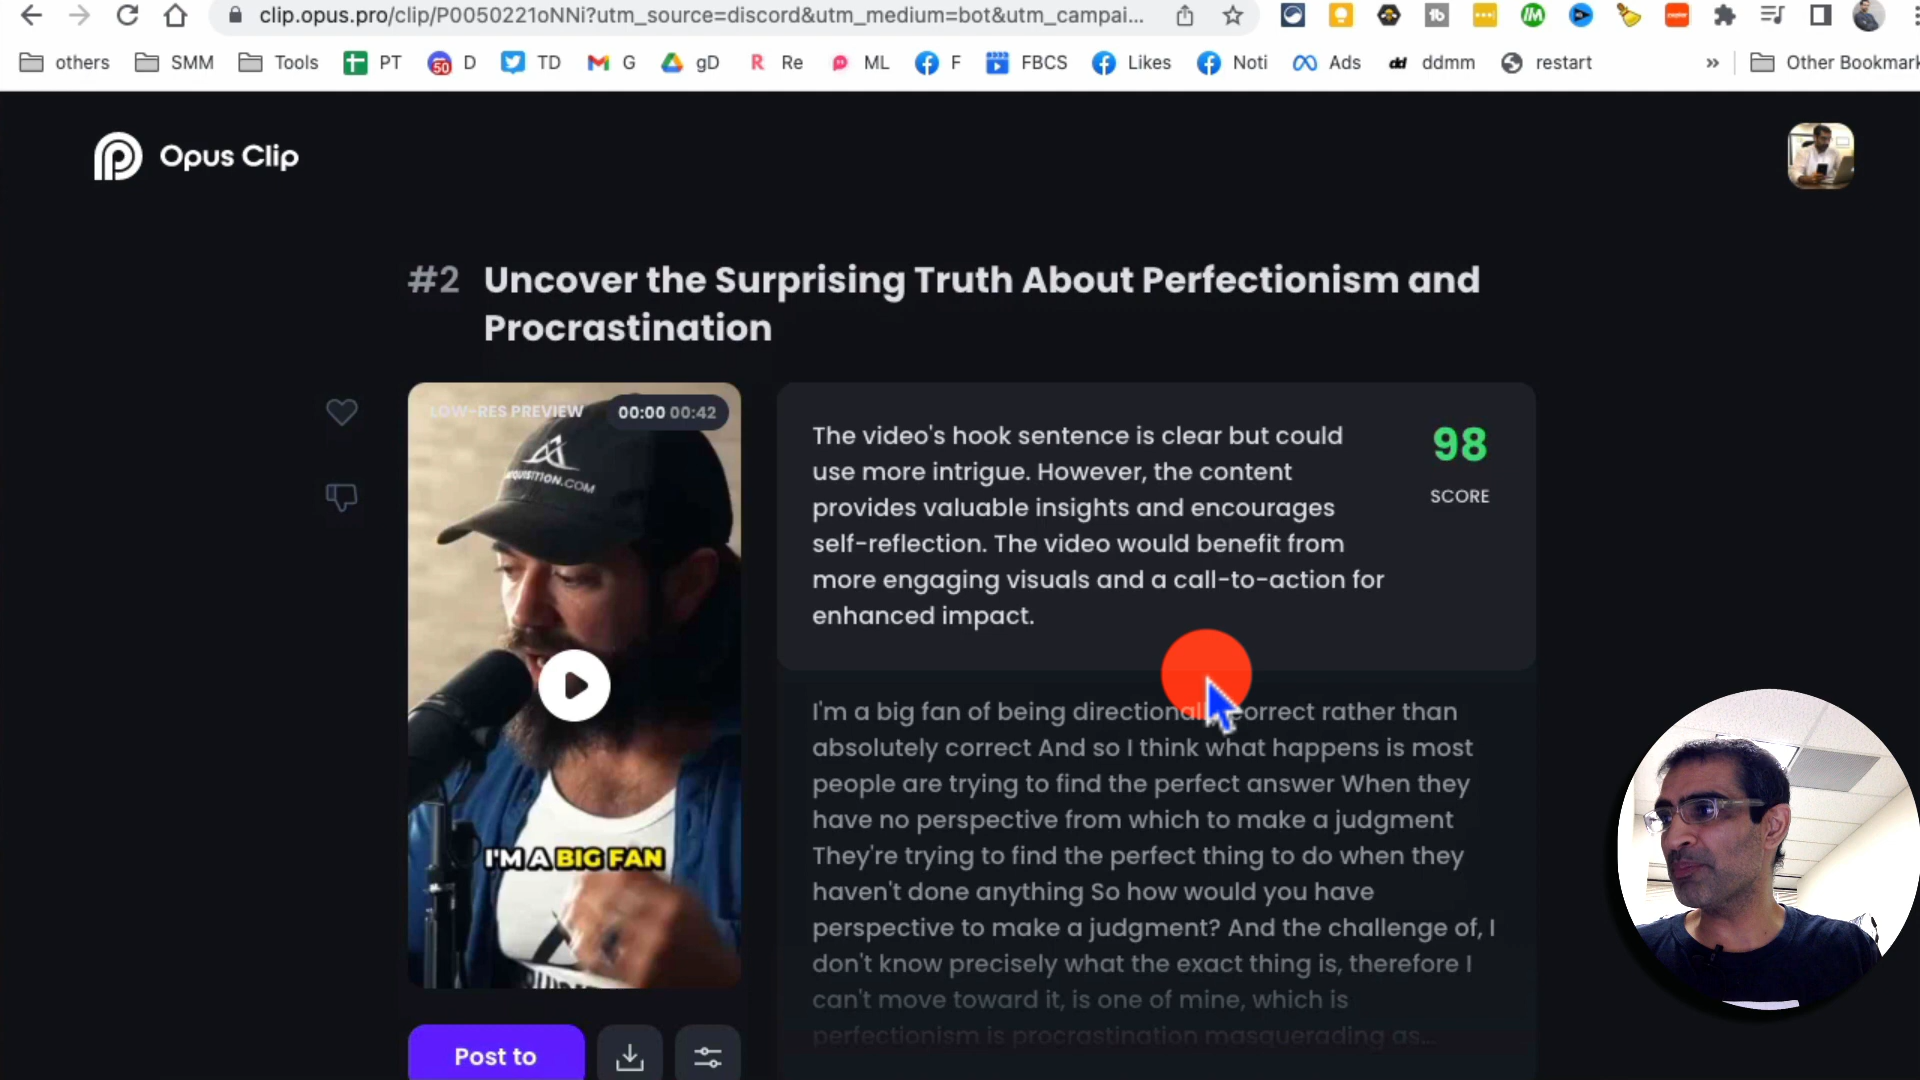 clip.opus.pro/clip/P0050221oNNi?utm_source=discord&utm_medium=bot&utm_campai...
others SMM Tools PT 50 D TD G gD Re ML F FBCS Likes Noti Ads dd ddmm restart » Other Bookmark
Opus Clip
#2 Uncover the Surprising Truth About Perfectionism and
Procrastination
LOW-RES PREVIEW 00:00 00:42
The video's hook sentence is clear but could
use more intrigue. However, the content
provides valuable insights and encourages
self-reflection. The video would benefit from
more engaging visuals and a call-to-action for
enhanced impact.
98
SCORE
I'M A BIG FAN
I'm a big fan of being directionally correct rather than
absolutely correct And so I think what happens is most
people are trying to find the perfect answer When they
have no perspective from which to make a judgment
They're trying to find the perfect thing to do when they
haven't done anything So how would you have
perspective to make a judgment? And the challenge of, I
don't know precisely what the exact thing is, therefore I
can't move toward it, is one of mine, which is
perfectionism is procrastination masquerading as...
Post to